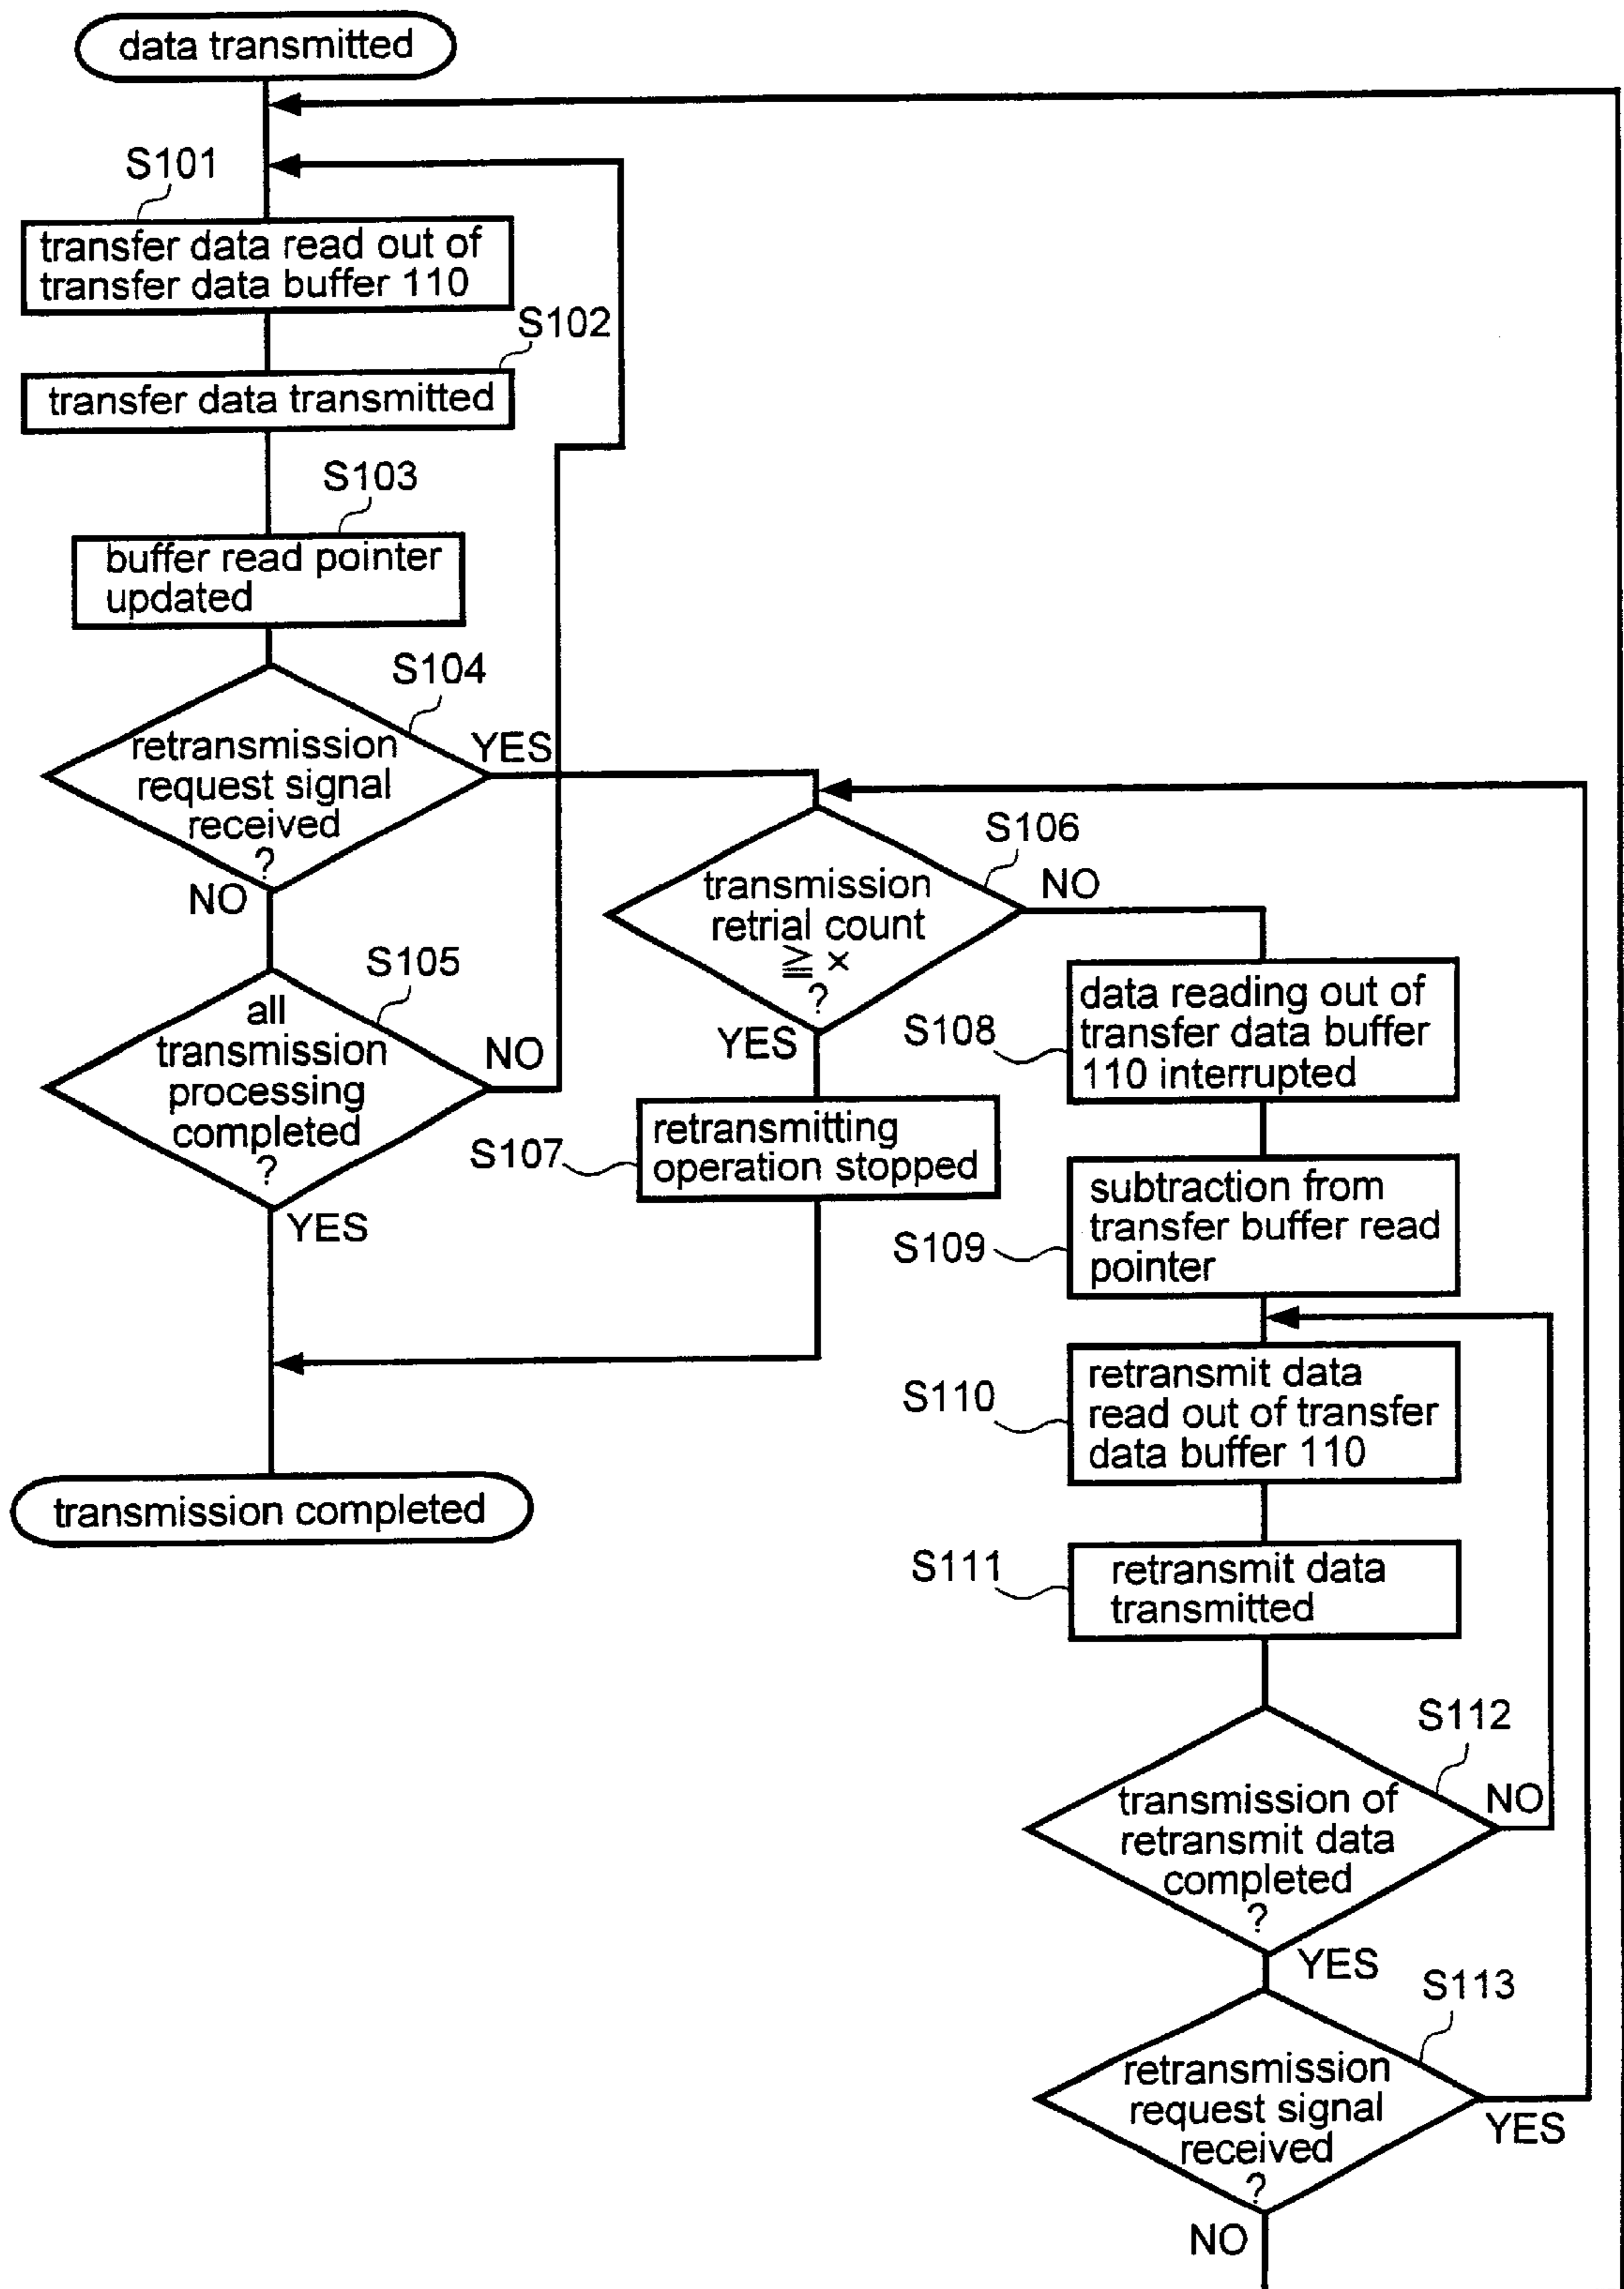 data transmitted
S101
transfer data read out of
transfer data buffer 110
S102
transfer data transmitted
S103
buffer read pointer
updated
S104
retransmission
request signal
received
?
YES
NO
S105
all
transmission
processing
completed
?
NO
YES
S106
transmission
retrial count
≧ ×
?
NO
YES
S107
retransmitting
operation stopped
S108
data reading out of
transfer data buffer
110 interrupted
S109
subtraction from
transfer buffer read
pointer
S110
retransmit data
read out of transfer
data buffer 110
S111
retransmit data
transmitted
S112
transmission of
retransmit data
completed
?
NO
YES
S113
retransmission
request signal
received
?
YES
NO
transmission completed